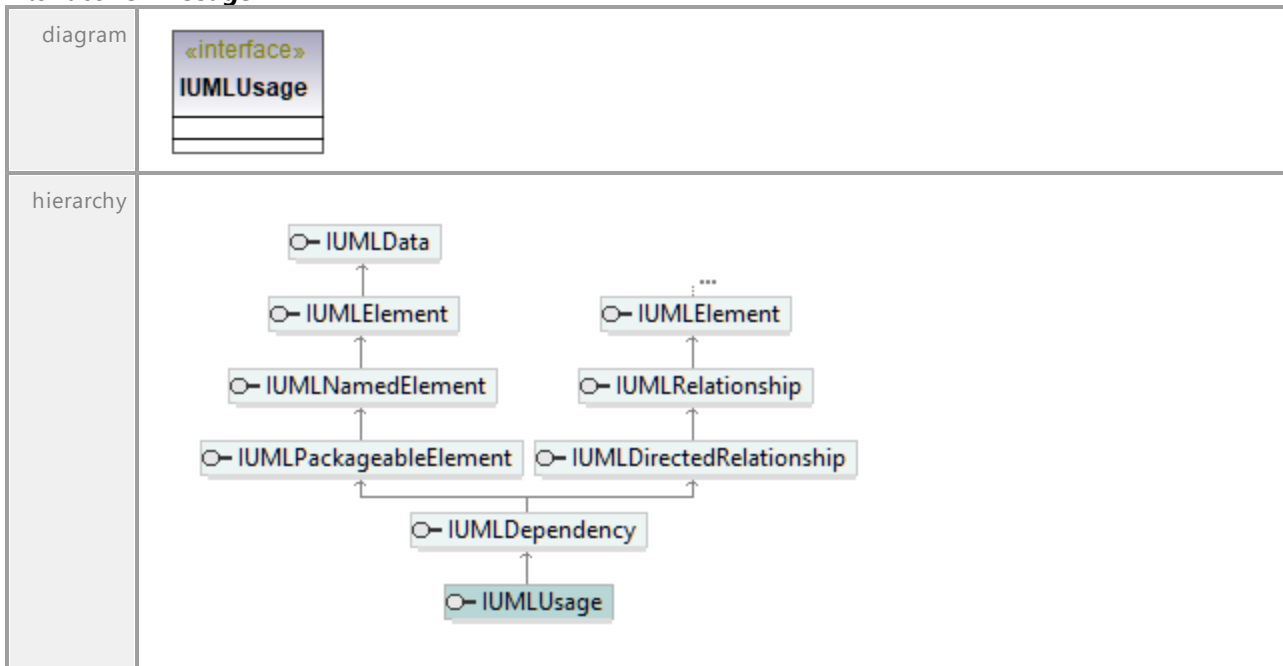 diagram
«interface»
IUMLUsage
hierarchy
IUMLData
...
IUMLElement IUMLElement
IUMLNamedElement IUMLRelationship
IUMLPackageableElement IUMLDirectedRelationship
IUMLDependency
IUMLUsage